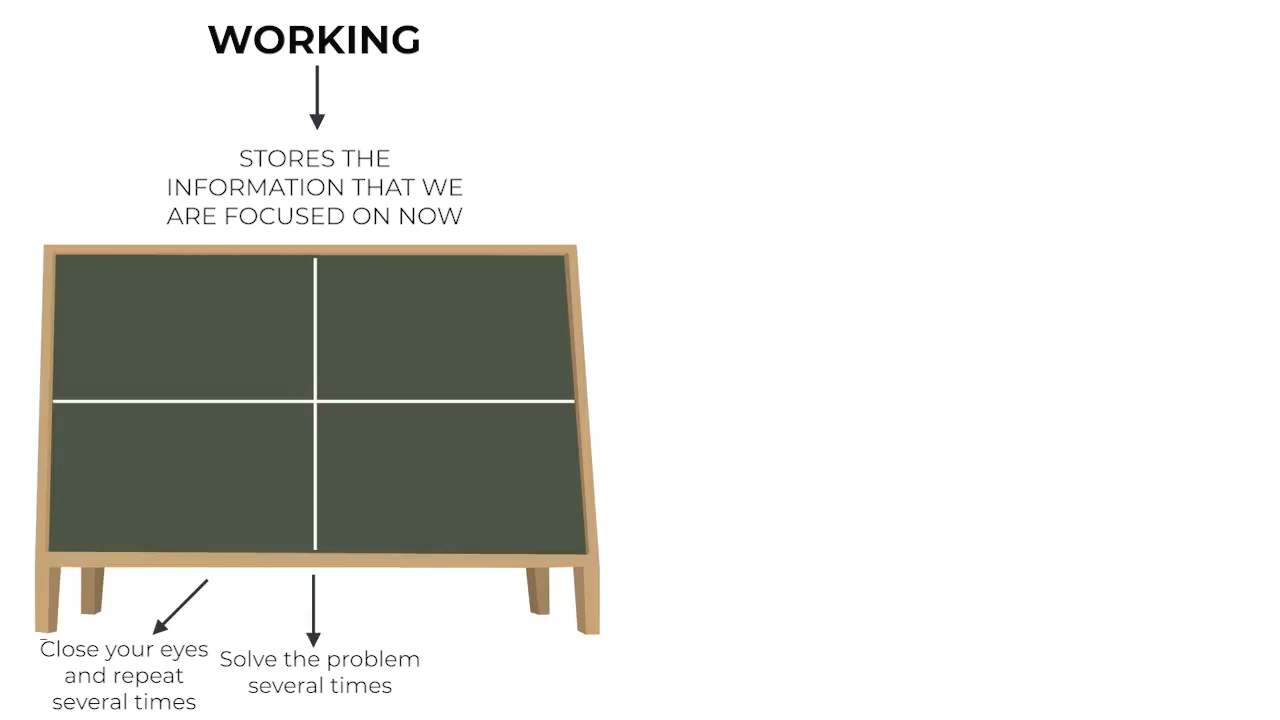 WORKING
STORES THE
INFORMATION THAT WE
ARE FOCUSED ON NOW
Close your eyes
and repeat
several times
Solve the problem
several times